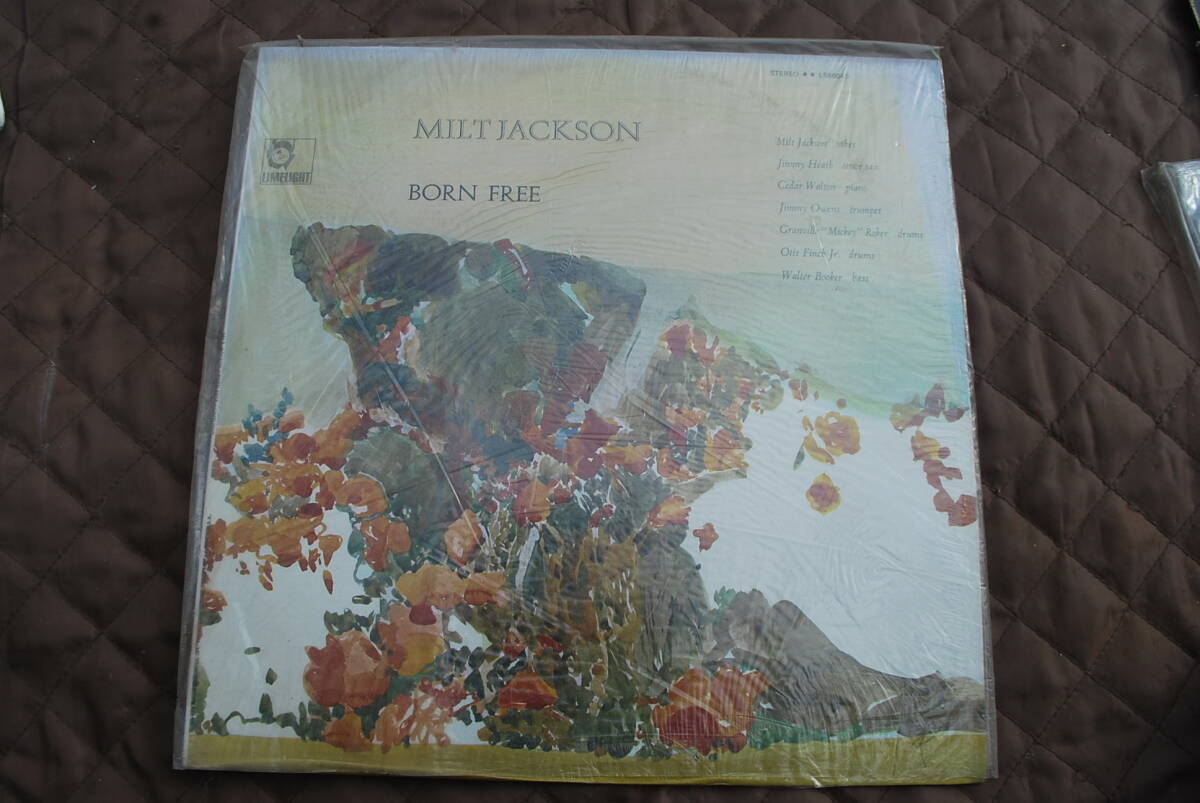 STEREO ★★
MILT JACKSON
LIMELIGHT
BORN FREE
Milt Jackson vibes
Jimmy Heath tenor sax
Cedar Walton piano
Jimmy Owens trumpet
Granville "Mickey" Roker drums
Otis Finch Jr. drums
Walter Booker bass